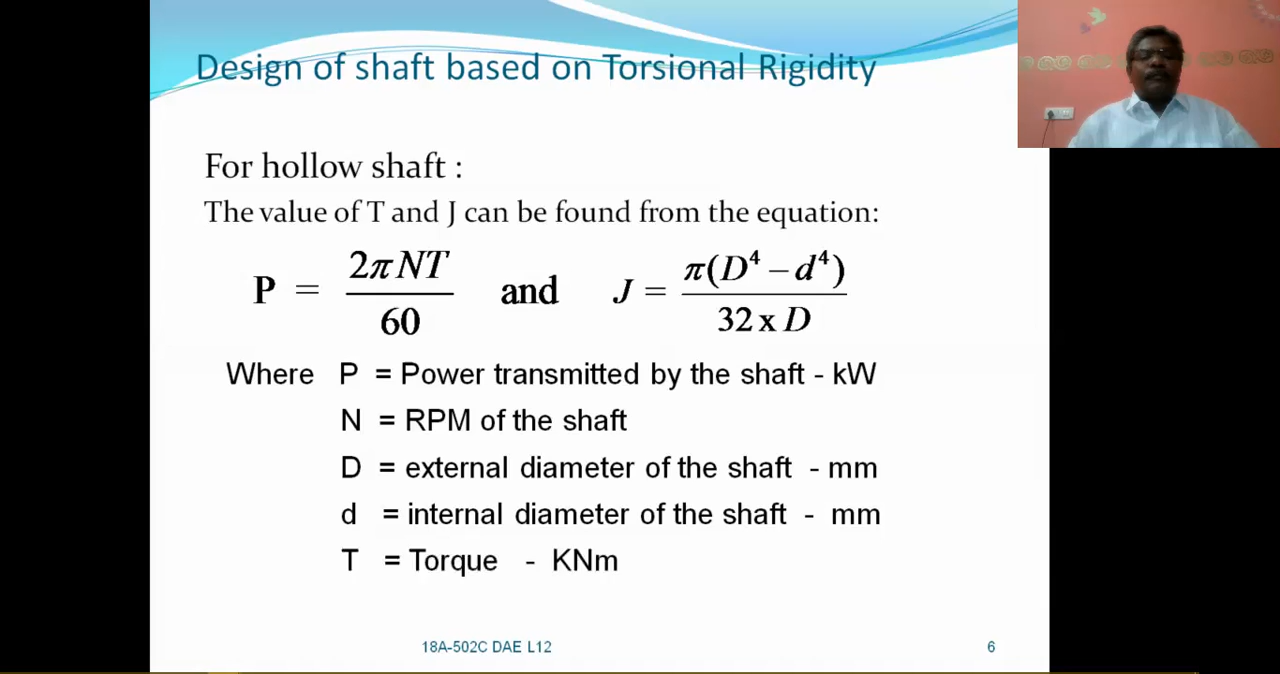 Design of shaft based on Torsional Rigidity
For hollow shaft :
The value of T and J can be found from the equation:
P = 2πNT / 60 and J = π(D⁴ – d⁴) / 32 x D
Where P = Power transmitted by the shaft - kW
N = RPM of the shaft
D = external diameter of the shaft - mm
d = internal diameter of the shaft - mm
T = Torque - KNm
18A-502C DAE L12 6